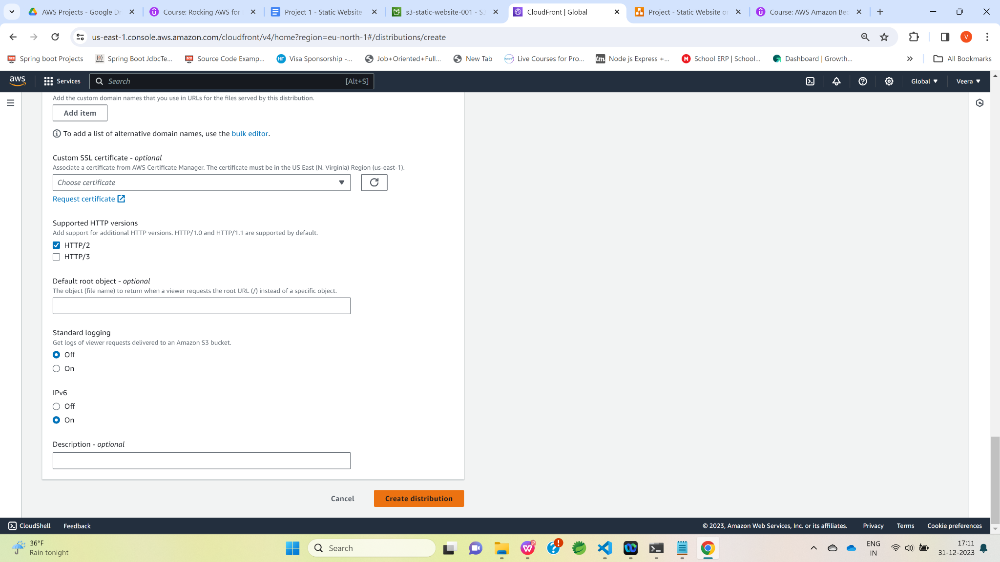 AWS Projects - Google Dr
Course: Rocking AWS for
Project 1 - Static Website
s3-static-website-001 - S3
CloudFront | Global
Project - Static Website on
Course: AWS Amazon Bed
us-east-1.console.aws.amazon.com/cloudfront/v4/home?region=eu-north-1#/distributions/create
V
Spring boot Projects
Spring Boot JdbcTe...
Source Code Examp...
Visa Sponsorship -...
Job+Oriented+Full...
New Tab
Live Courses for Pro...
Node js Express +...
School ERP | School...
Dashboard | Growth...
All Bookmarks
aws
Services
Search
[Alt+S]
Global
Veera
Add the custom domain names that you use in URLs for the files served by this distribution.
Add item
To add a list of alternative domain names, use the bulk editor.
Custom SSL certificate - optional
Associate a certificate from AWS Certificate Manager. The certificate must be in the US East (N. Virginia) Region (us-east-1).
Choose certificate
Request certificate
Supported HTTP versions
Add support for additional HTTP versions. HTTP/1.0 and HTTP/1.1 are supported by default.
HTTP/2
HTTP/3
Default root object - optional
The object (file name) to return when a viewer requests the root URL (/) instead of a specific object.
Standard logging
Get logs of viewer requests delivered to an Amazon S3 bucket.
Off
On
IPv6
Off
On
Description - optional
Cancel
Create distribution
CloudShell
Feedback
© 2023, Amazon Web Services, Inc. or its affiliates.
Privacy
Terms
Cookie preferences
36°F
Rain tonight
Search
ENG
IN
17:11
31-12-2023